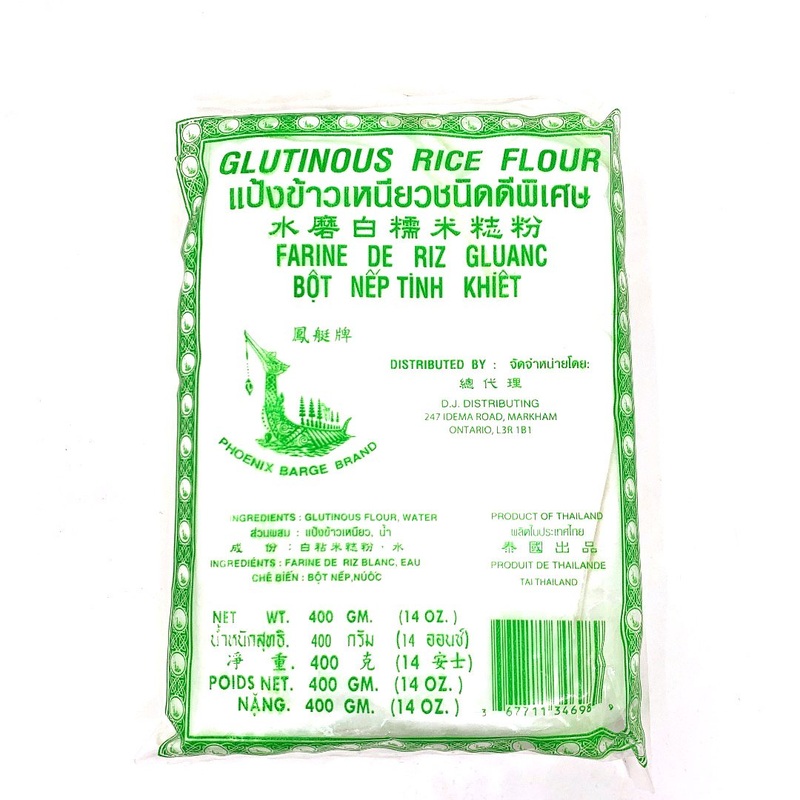 GLUTINOUS RICE FLOUR
แป้งข้าวเหนียวชนิดดีพิเศษ
水磨白糯米糍粉
FARINE DE RIZ GLUANC
BỘT NẾP TINH KHIẾT
鳳艇牌
PHOENIX BARGE BRAND
DISTRIBUTED BY : จัดจำหน่ายโดย:
總代理
D.J. DISTRIBUTING
247 IDEMA ROAD, MARKHAM
ONTARIO, L3R 1B1
INGREDIENTS : GLUTINOUS FLOUR, WATER
ส่วนผสม : แป้งข้าวเหนียว, น้ำ
成份:白粘米糍粉・水
INGREDIENTS : FARINE DE RIZ BLANC, EAU
CHẾ BIẾN : BỘT NẾP,NƯỚC
PRODUCT OF THAILAND
ผลิตในประเทศไทย
泰國出品
PRODUIT DE THAILANDE
TAI THAILAND
NET WT. 400 GM. (14 OZ.)
น้ำหนักสุทธิ. 400 กรัม (14 ออนซ์)
淨重. 400 克 (14 安士)
POIDS NET. 400 GM. (14 OZ.)
NẶNG. 400 GM. (14 OZ.)
3 67711 34698 9